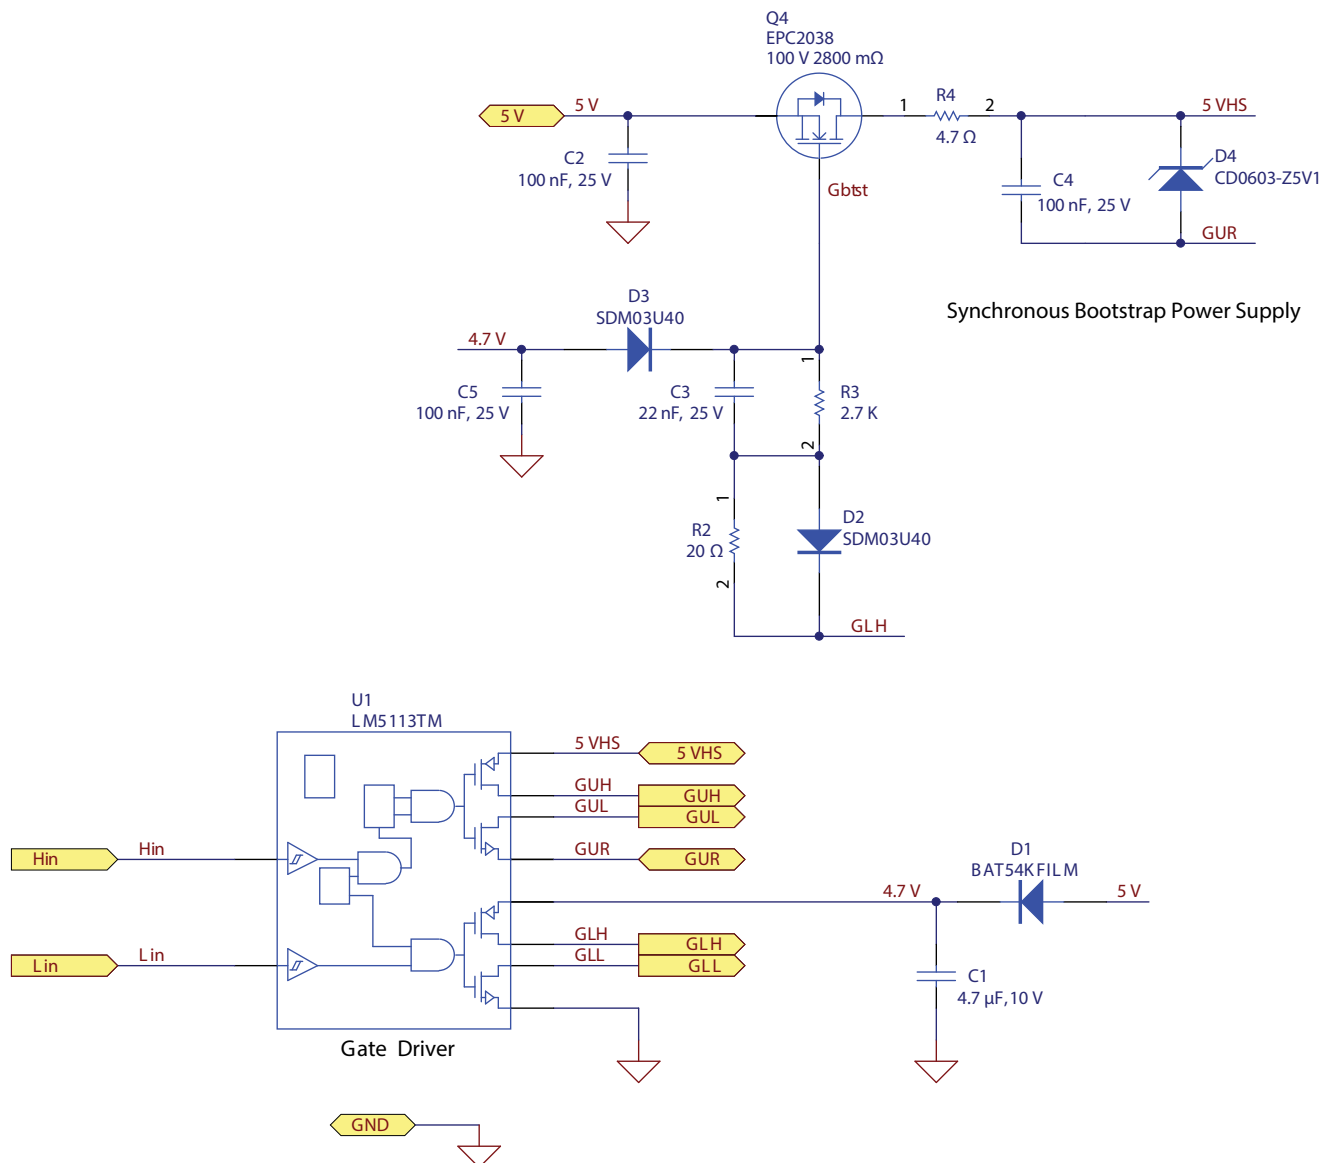 Q4
EPC2038
100 V 2800 mΩ
5 V
5 V
1
R4
2
4.7 Ω
5 VHS
C2
100 nF, 25 V
Gbtst
C4
100 nF, 25 V
D4
CD0603-Z5V1
GUR
Synchronous Bootstrap Power Supply
D3
SDM03U40
4.7 V
C5
100 nF, 25 V
C3
22 nF, 25 V
1
R3
2.7 K
2
1
R2
20 Ω
2
D2
SDM03U40
GLH
U1
LM5113TM
5 VHS
5 VHS
GUH
GUH
GUL
GUL
Hin
Hin
GUR
GUR
D1
BAT54KFILM
4.7 V
5 V
GLH
GLH
Lin
Lin
GLL
GLL
C1
4.7 µF,10 V
Gate Driver
GND